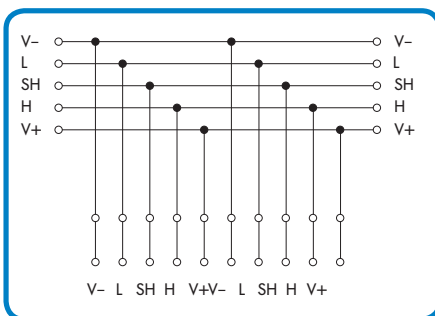 V– V–
L L
SH SH
H H
V+ V+
V– L SH H V+V– L SH H V+